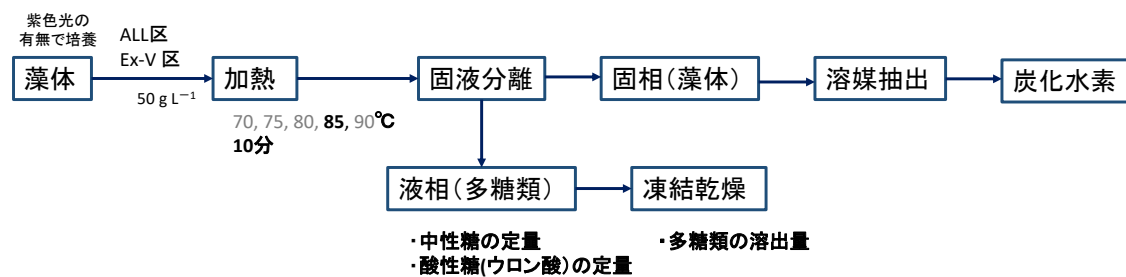 紫色光の
有無で培養
ALL区
Ex-V 区
藻体
50 g L⁻¹
加熱
70, 75, 80, 85, 90℃
10分
固液分離
固相(藻体)
溶媒抽出
炭化水素
液相(多糖類)
凍結乾燥
・中性糖の定量
・酸性糖(ウロン酸)の定量
・多糖類の溶出量